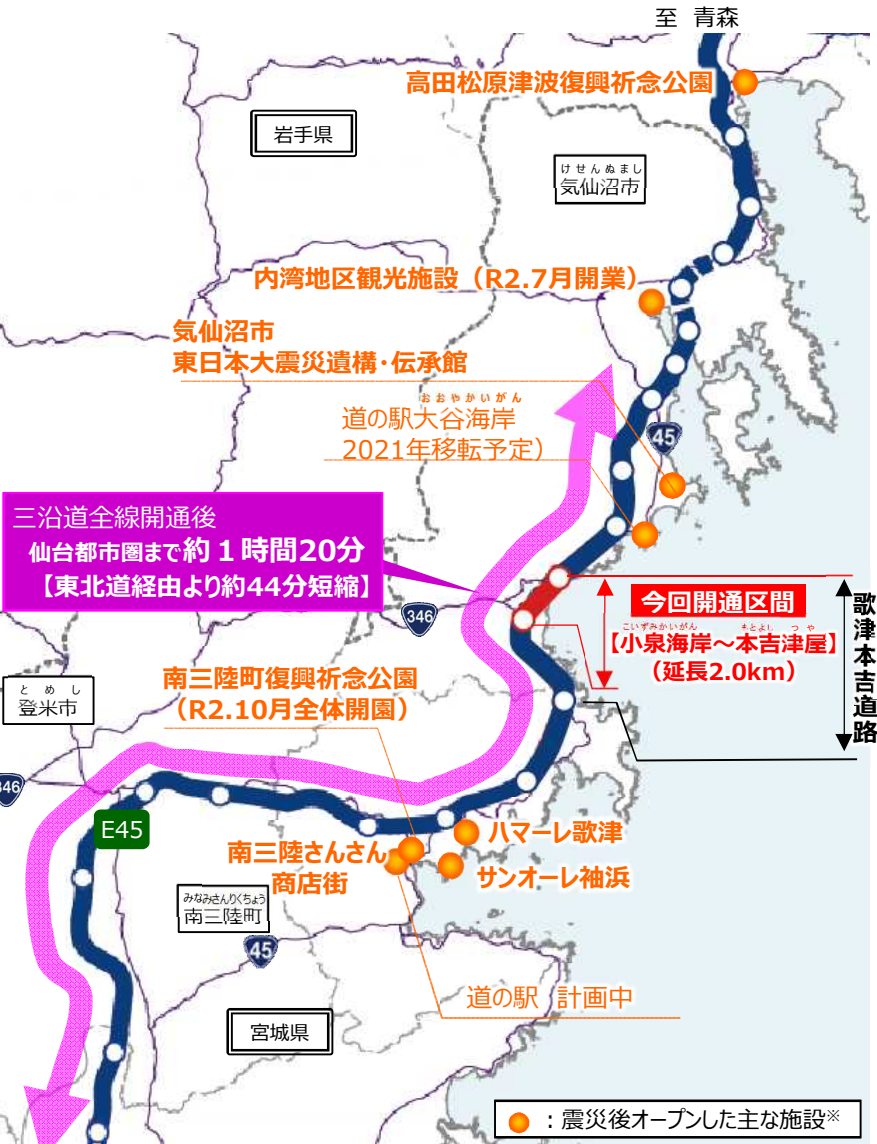 至 青森
高田松原津波復興祈念公園
岩手県
けせんぬまし
気仙沼市
内湾地区観光施設（R2.7月開業）
気仙沼市
東日本大震災遺構・伝承館
おおやかいがん
道の駅大谷海岸
2021年移転予定）
45
三沿道全線開通後
仙台都市圏まで約１時間20分
【東北道経由より約44分短縮】
346
今回開通区間
こいずみかいがん もとよし つや
【小泉海岸～本吉津屋】
（延長2.0km）
歌津本吉道路
南三陸町復興祈念公園
（R2.10月全体開園）
とめし
登米市
346
E45
ハマーレ歌津
南三陸さんさん
商店街
サンオーレ袖浜
みなみさんりくちょう
南三陸町
45
道の駅 計画中
宮城県
：震災後オープンした主な施設※